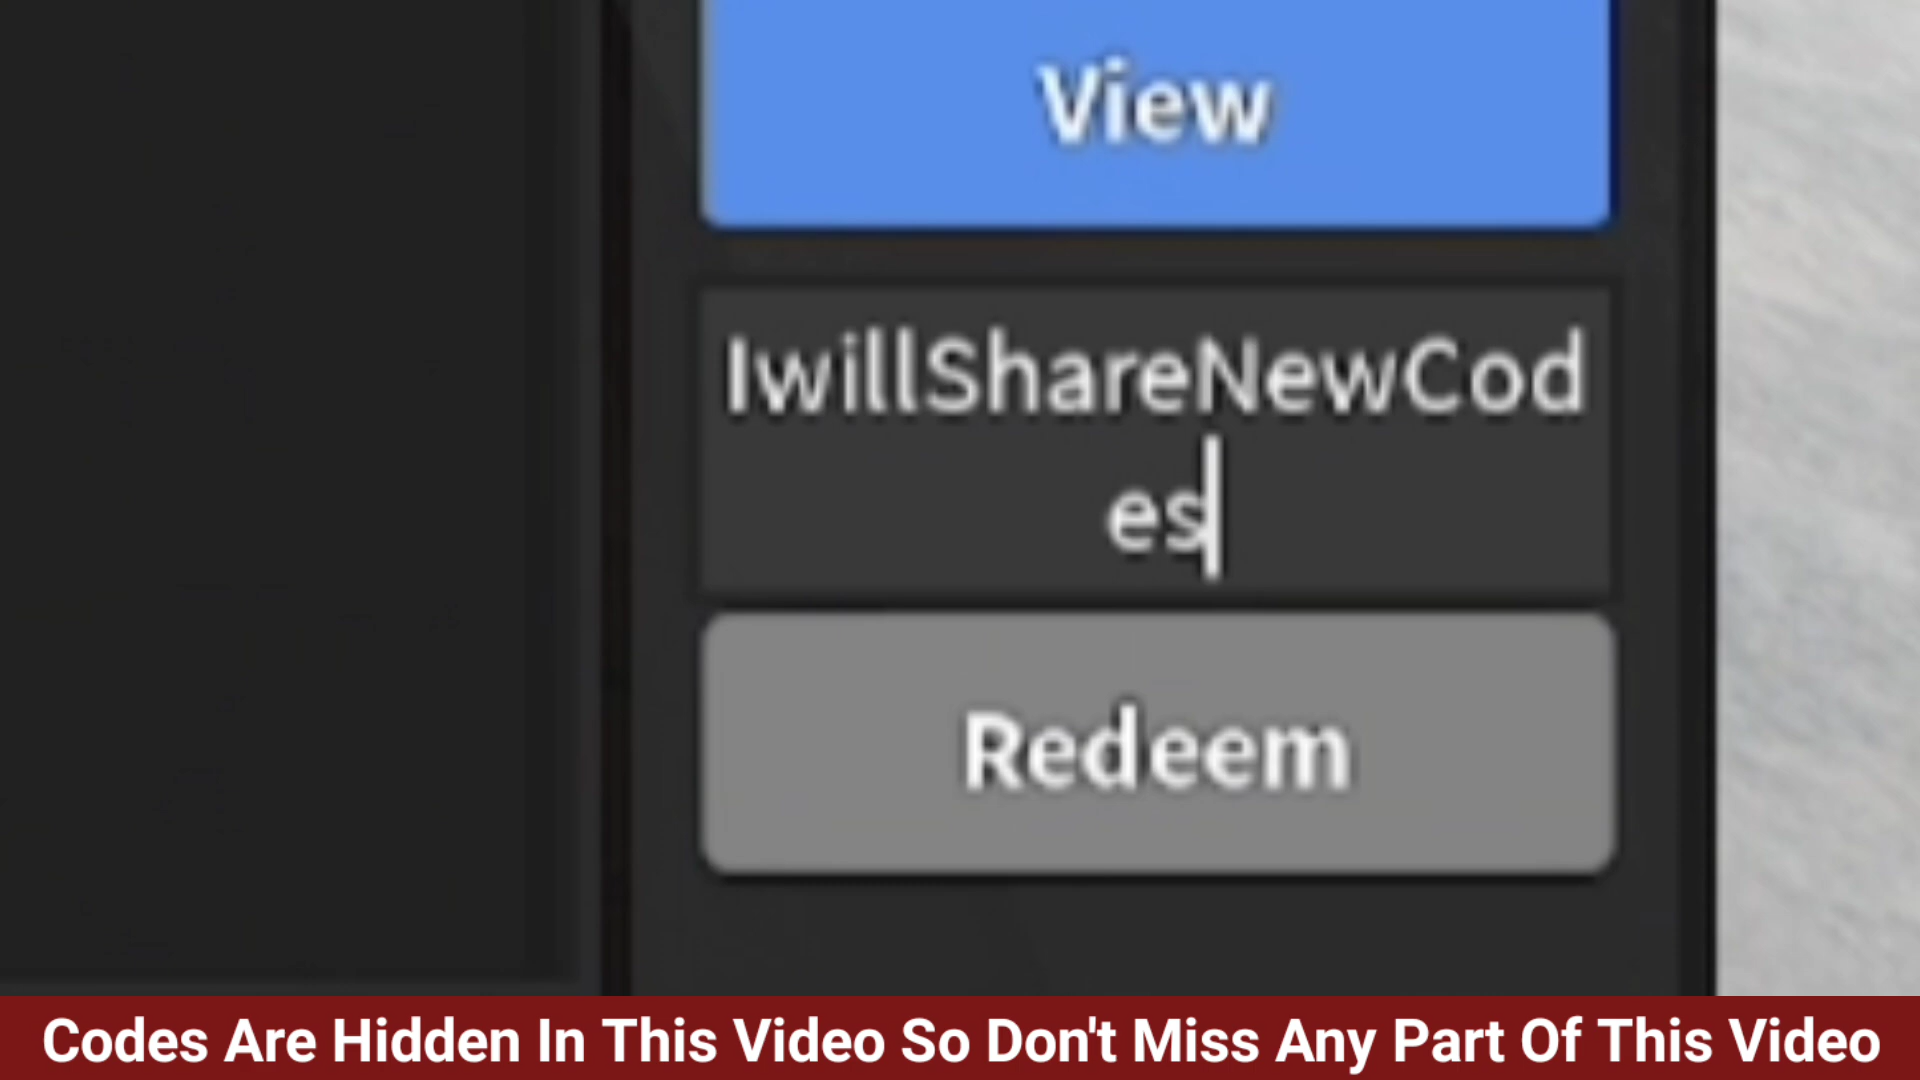 View
IwillShareNewCod
es
Redeem
Codes Are Hidden In This Video So Don't Miss Any Part Of This Video